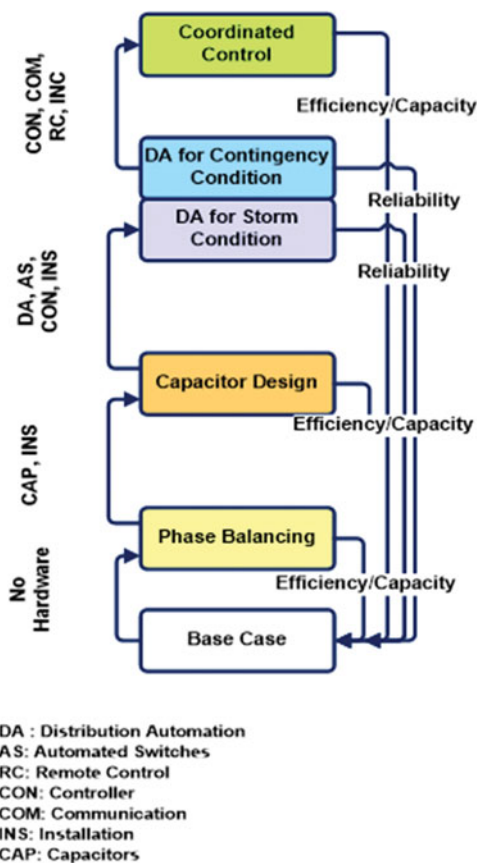 Coordinated
Control
CON, COM,
RC, INC
Efficiency/Capacity
DA for Contingency
Condition
Reliability
DA for Storm
Condition
Reliability
DA, AS,
CON, INS
Capacitor Design
Efficiency/Capacity
CAP, INS
Phase Balancing
Efficiency/Capacity
No
Hardware
Base Case
DA : Distribution Automation
AS: Automated Switches
RC: Remote Control
CON: Controller
COM: Communication
INS: Installation
CAP: Capacitors